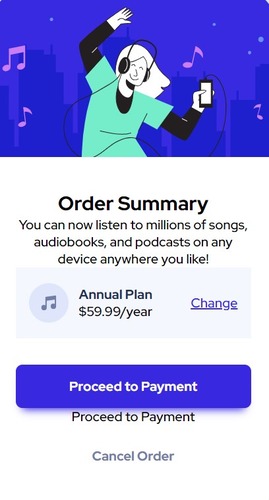 Order Summary
You can now listen to millions of songs,
audiobooks, and podcasts on any
device anywhere you like!
Annual Plan
$59.99/year
Change
Proceed to Payment
Proceed to Payment
Cancel Order